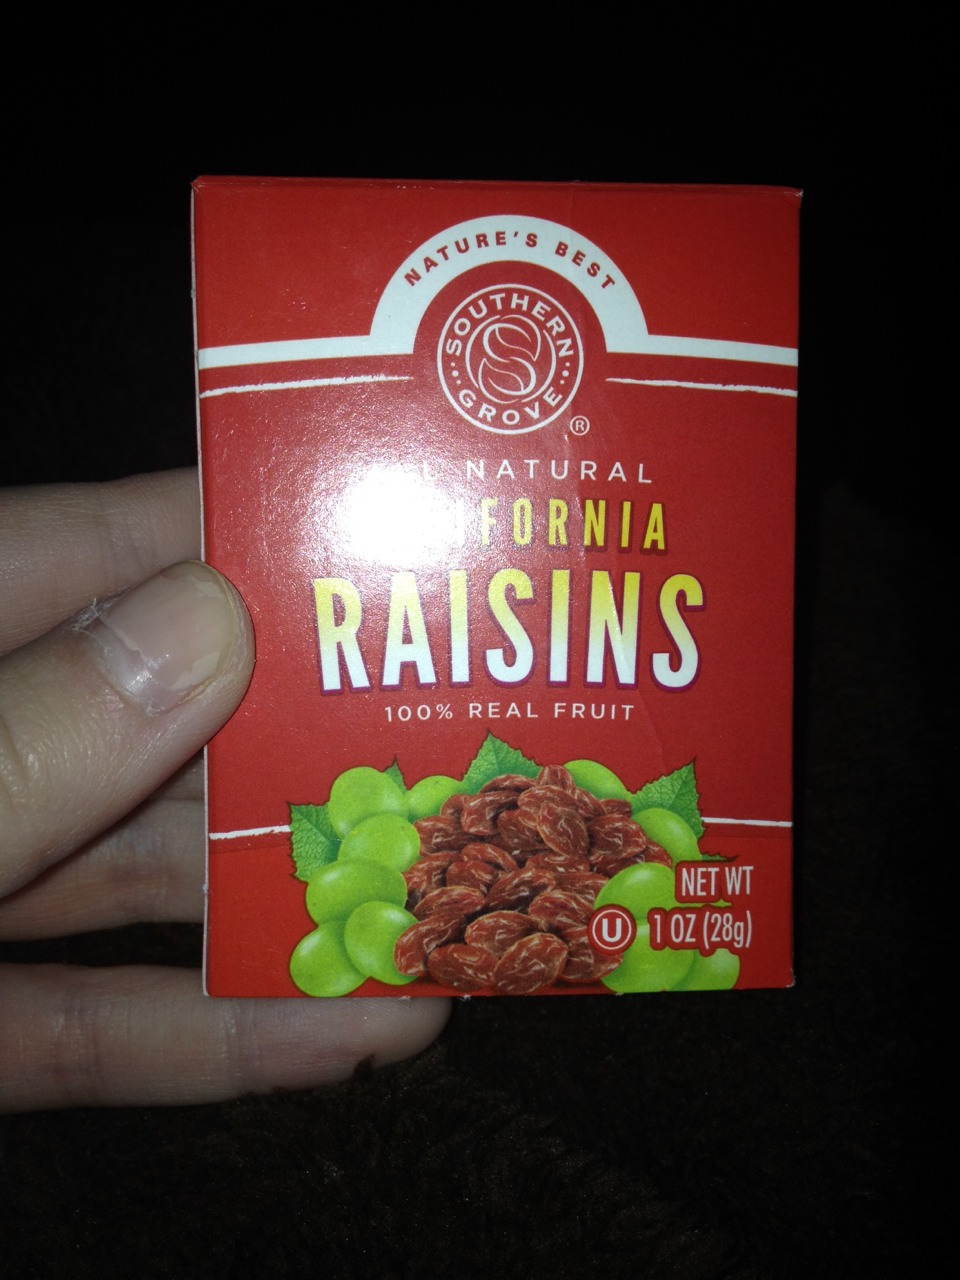 NATURE'S BEST
SOUTHERN
GROVE
®
NATURAL
RAISINS
100% REAL FRUIT
NET WT
U 1 OZ (28g)